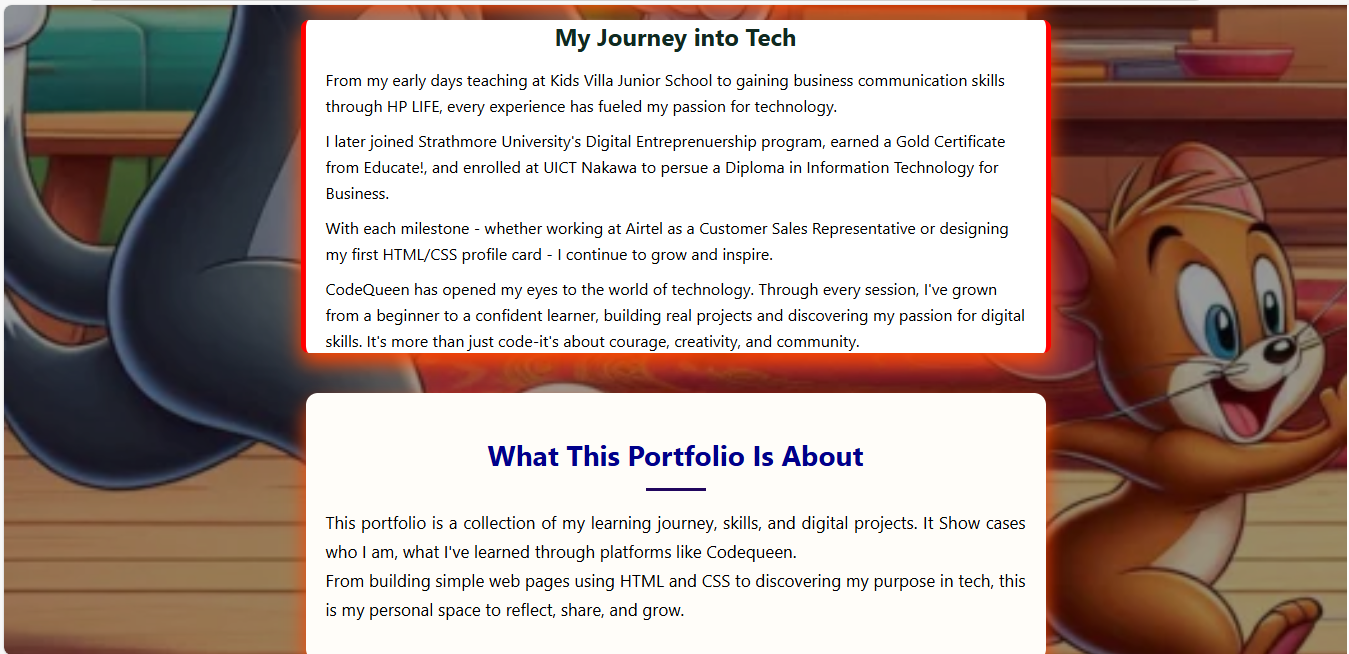 My Journey into Tech
From my early days teaching at Kids Villa Junior School to gaining business communication skills
through HP LIFE, every experience has fueled my passion for technology.
I later joined Strathmore University's Digital Entreprenuership program, earned a Gold Certificate
from Educate!, and enrolled at UICT Nakawa to persue a Diploma in Information Technology for
Business.
With each milestone - whether working at Airtel as a Customer Sales Representative or designing
my first HTML/CSS profile card - I continue to grow and inspire.
CodeQueen has opened my eyes to the world of technology. Through every session, I've grown
from a beginner to a confident learner, building real projects and discovering my passion for digital
skills. It's more than just code-it's about courage, creativity, and community.
What This Portfolio Is About
This portfolio is a collection of my learning journey, skills, and digital projects. It Show cases
who I am, what I've learned through platforms like Codequeen.
From building simple web pages using HTML and CSS to discovering my purpose in tech, this
is my personal space to reflect, share, and grow.